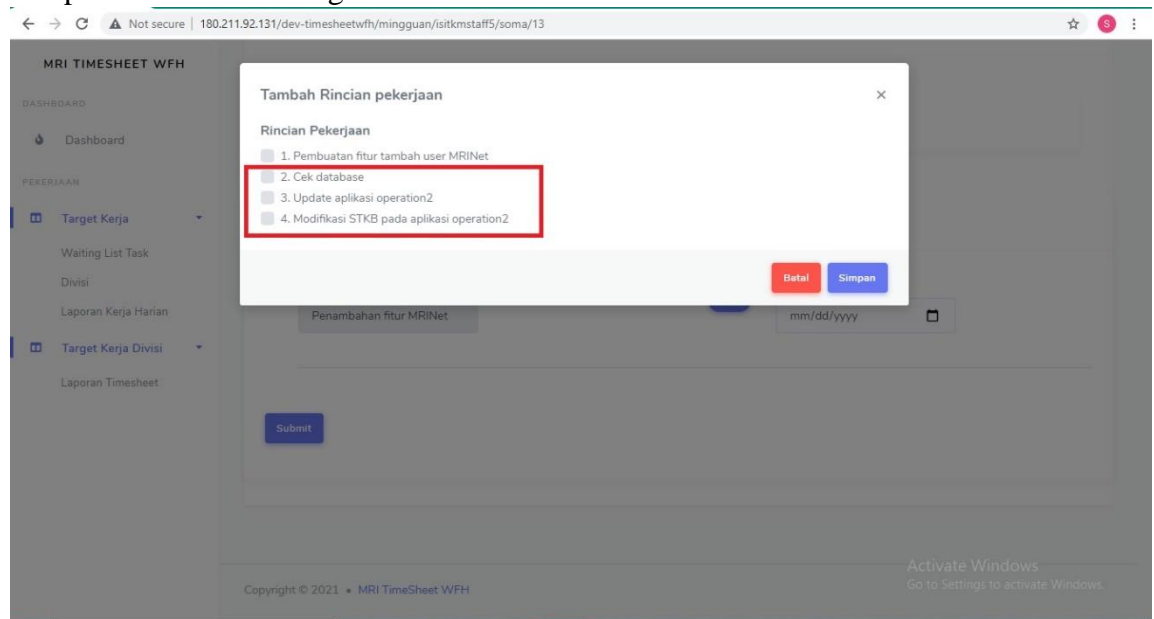 Not secure | 180.211.92.131/dev-timesheetwfh/mingguan/isitkmstaff5/soma/13
S
MRI TIMESHEET WFH
DASHBOARD
Dashboard
PEKERJAAN
Target Kerja
Waiting List Task
Divisi
Laporan Kerja Harian
Target Kerja Divisi
Laporan Timesheet
Tambah Rincian pekerjaan
×
Rincian Pekerjaan
1. Pembuatan fitur tambah user MRINet
2. Cek database
3. Update aplikasi operation2
4. Modifikasi STKB pada aplikasi operation2
Batal
Simpan
Penambahan fitur MRINet
mm/dd/yyyy
Submit
Activate Windows
Go to Settings to activate Windows.
Copyright © 2021 • MRI TimeSheet WFH